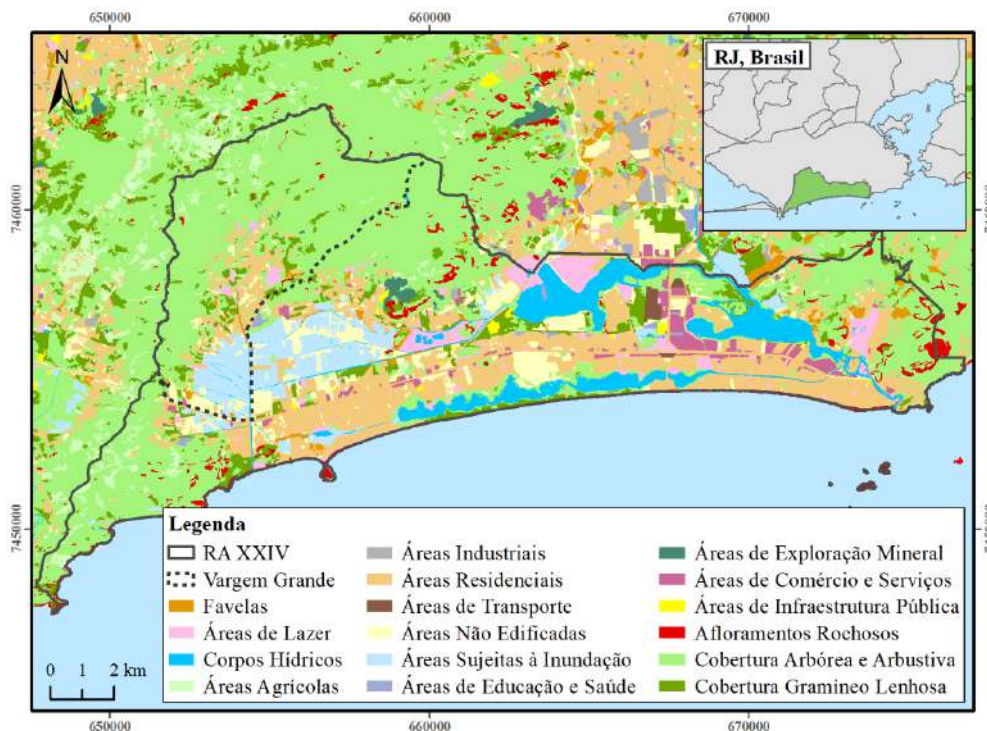 650000
660000
670000
N
RJ, Brasil
7460000
7450000
Legenda
RA XXIV
Vargem Grande
Favelas
Áreas de Lazer
Corpos Hídricos
Áreas Agrícolas
Áreas Industriais
Áreas Residenciais
Áreas de Transporte
Áreas Não Edificadas
Áreas Sujeitas à Inundação
Áreas de Educação e Saúde
Áreas de Exploração Mineral
Áreas de Comércio e Serviços
Áreas de Infraestrutura Pública
Afloramentos Rochosos
Cobertura Arbórea e Arbustiva
Cobertura Gramineo Lenhosa
0 1 2 km
650000
660000
670000